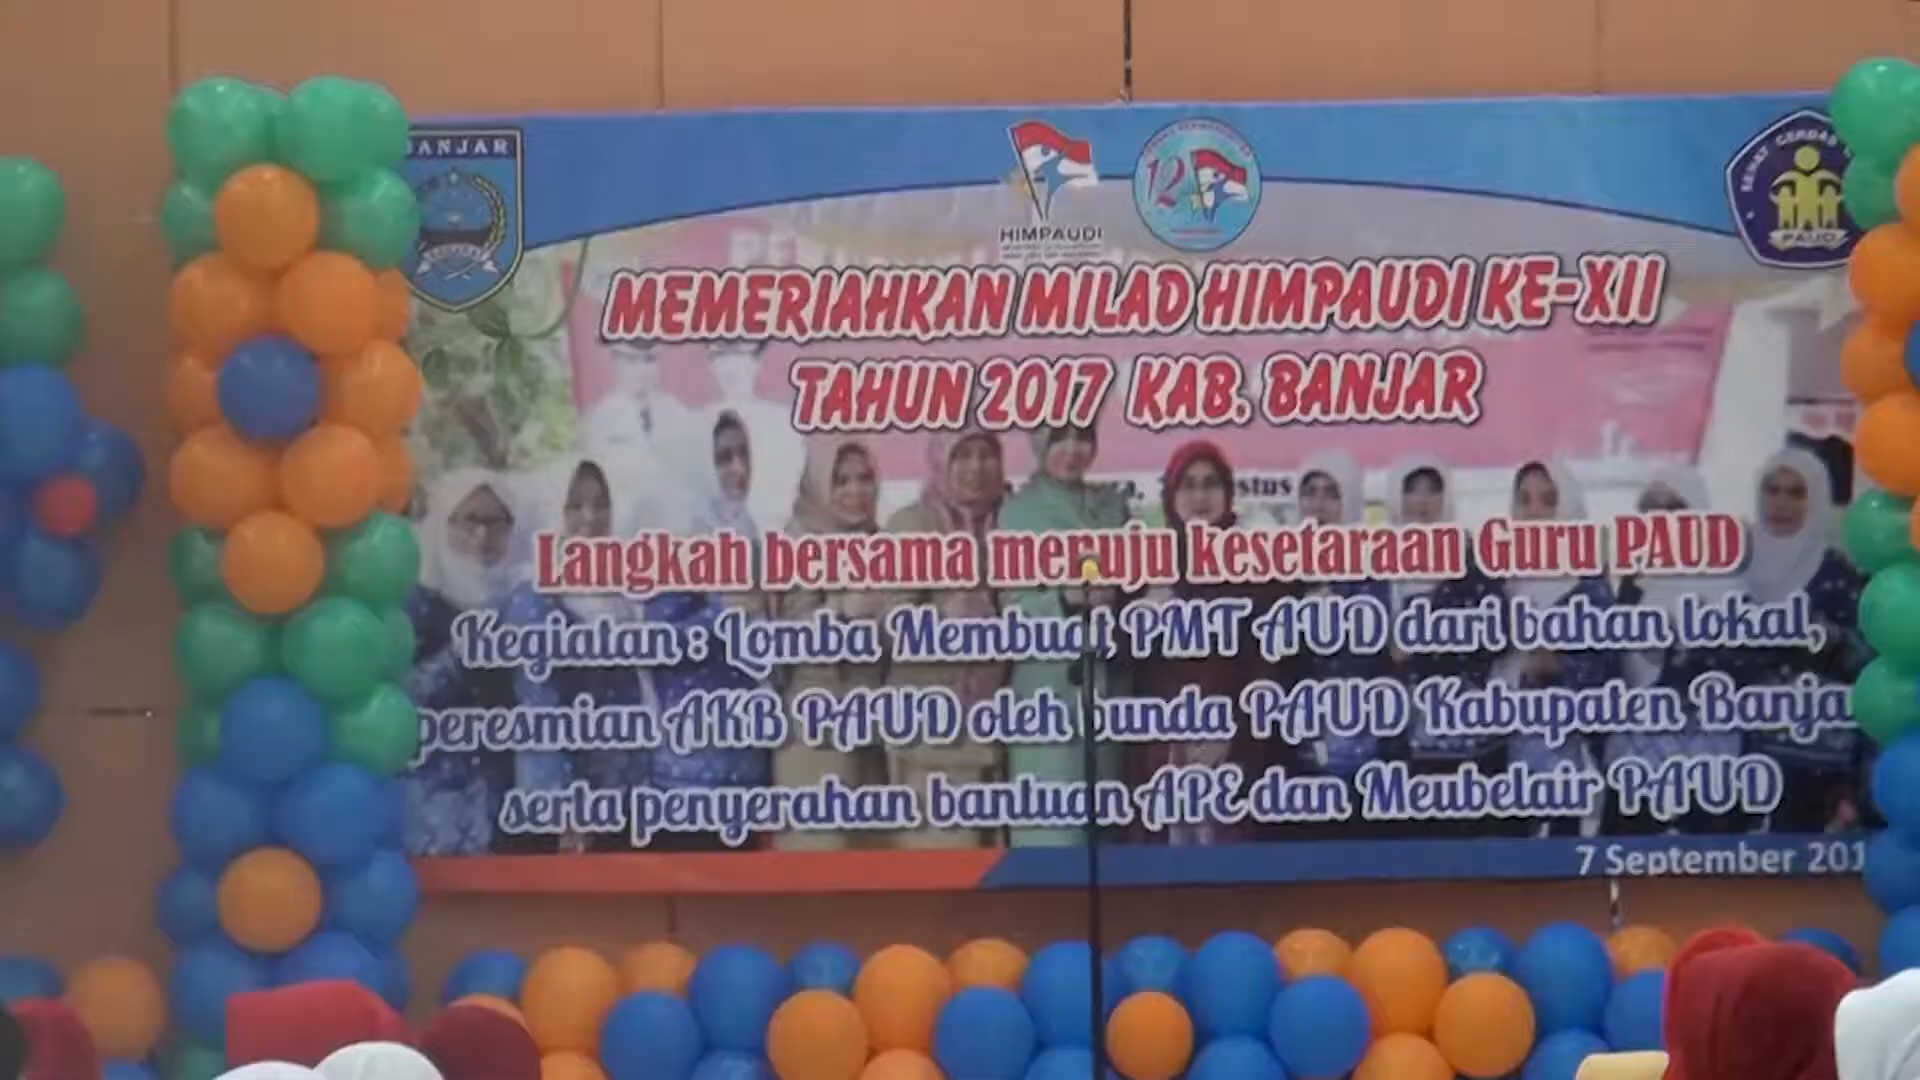 BANJAR
HIMPAUDI
12
PAUD
MEMERIAHKAN MILAD HIMPAUDI KE-XII
TAHUN 2017 KAB. BANJAR
Langkah bersama menuju kesetaraan Guru PAUD
Kegiatan : Lomba Membuat PMT AUD dari bahan lokal,
peresmian AKB PAUD oleh bunda PAUD Kabupaten Banja
serta penyerahan bantuan APE dan Meubelair PAUD
7 September 201